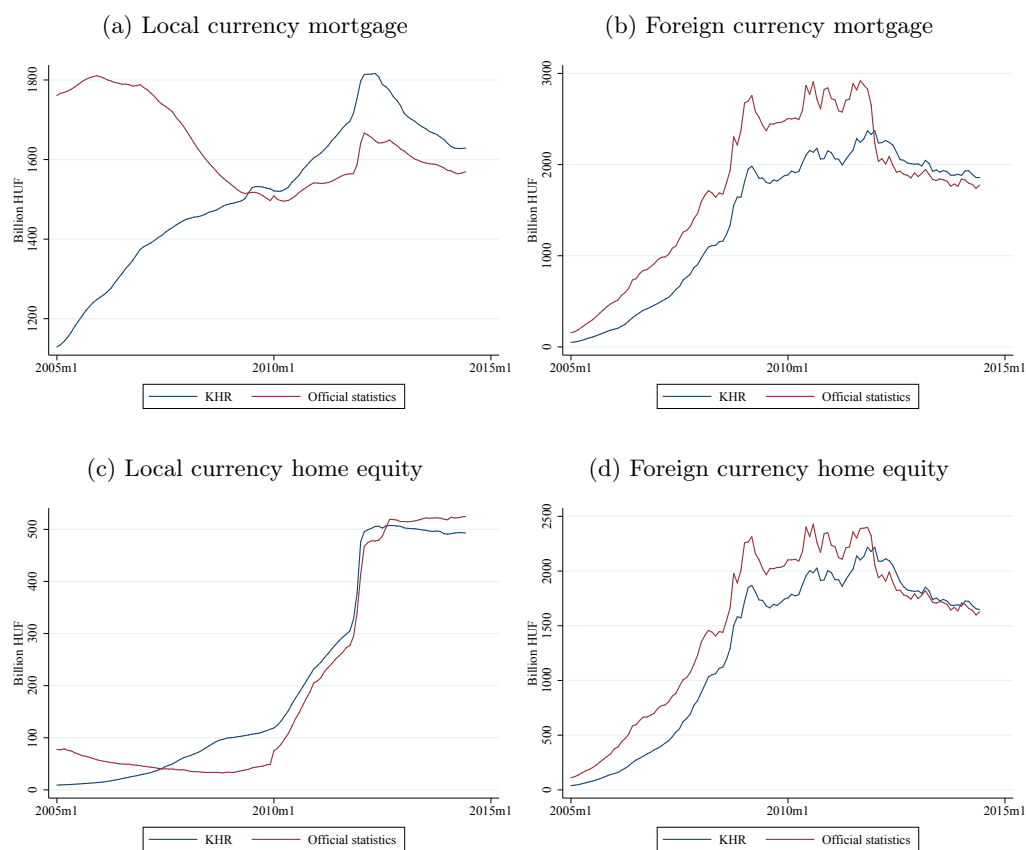 (a) Local currency mortgage
Billion HUF
1200 1400 1600 1800
2005m1 2010m1 2015m1
KHR Official statistics
(b) Foreign currency mortgage
Billion HUF
0 1000 2000 3000
2005m1 2010m1 2015m1
KHR Official statistics
(c) Local currency home equity
Billion HUF
0 100 200 300 400 500
2005m1 2010m1 2015m1
KHR Official statistics
(d) Foreign currency home equity
Billion HUF
0 500 1000 1500 2000 2500
2005m1 2010m1 2015m1
KHR Official statistics